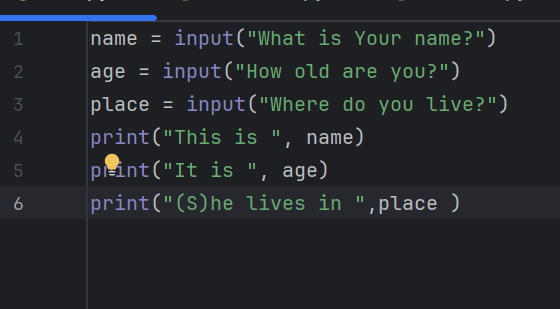 1 name = input("What is Your name?")
2 age = input("How old are you?")
3 place = input("Where do you live?")
4 print("This is ", name)
5 print("It is ", age)
6 print("(S)he lives in ",place )